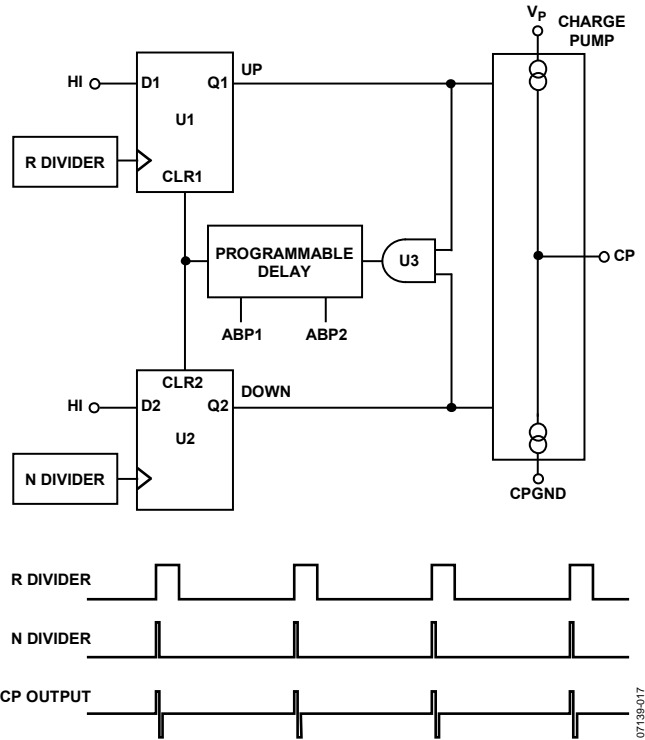 VP
CHARGE
PUMP
HI
D1
Q1
UP
U1
R DIVIDER
CLR1
PROGRAMMABLE
DELAY
U3
CP
ABP1
ABP2
CLR2
HI
D2
Q2
DOWN
U2
N DIVIDER
CPGND
R DIVIDER
N DIVIDER
CP OUTPUT
07139-017